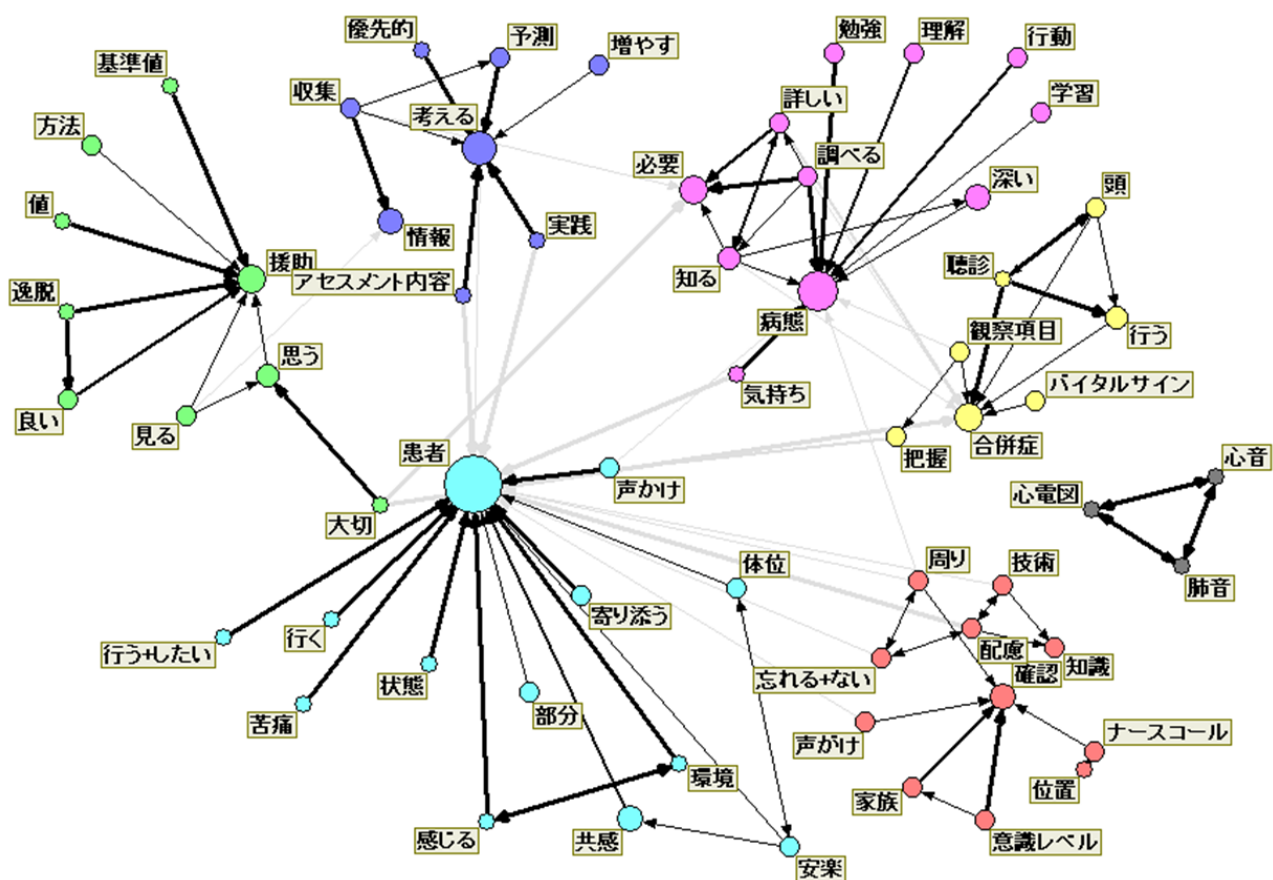 優先的
予測
増やす
勉強
理解
行動
基準値
収集
考える
詳しい
学習
方法
必要
調べる
深い
頭
値
情報
実践
援助
アセスメント内容
知る
聴診
逸脱
病態
観察項目
行う
思う
気持ち
バイタルサイン
良い
見る
患者
声かけ
把握
合併症
心音
大切
心電図
体位
周り
技術
肺音
寄り添う
行う+したい
行く
状態
配慮
知識
忘れる+ない
確認
苦痛
部分
声がけ
ナースコール
環境
家族
位置
感じる
共感
安楽
意識レベル